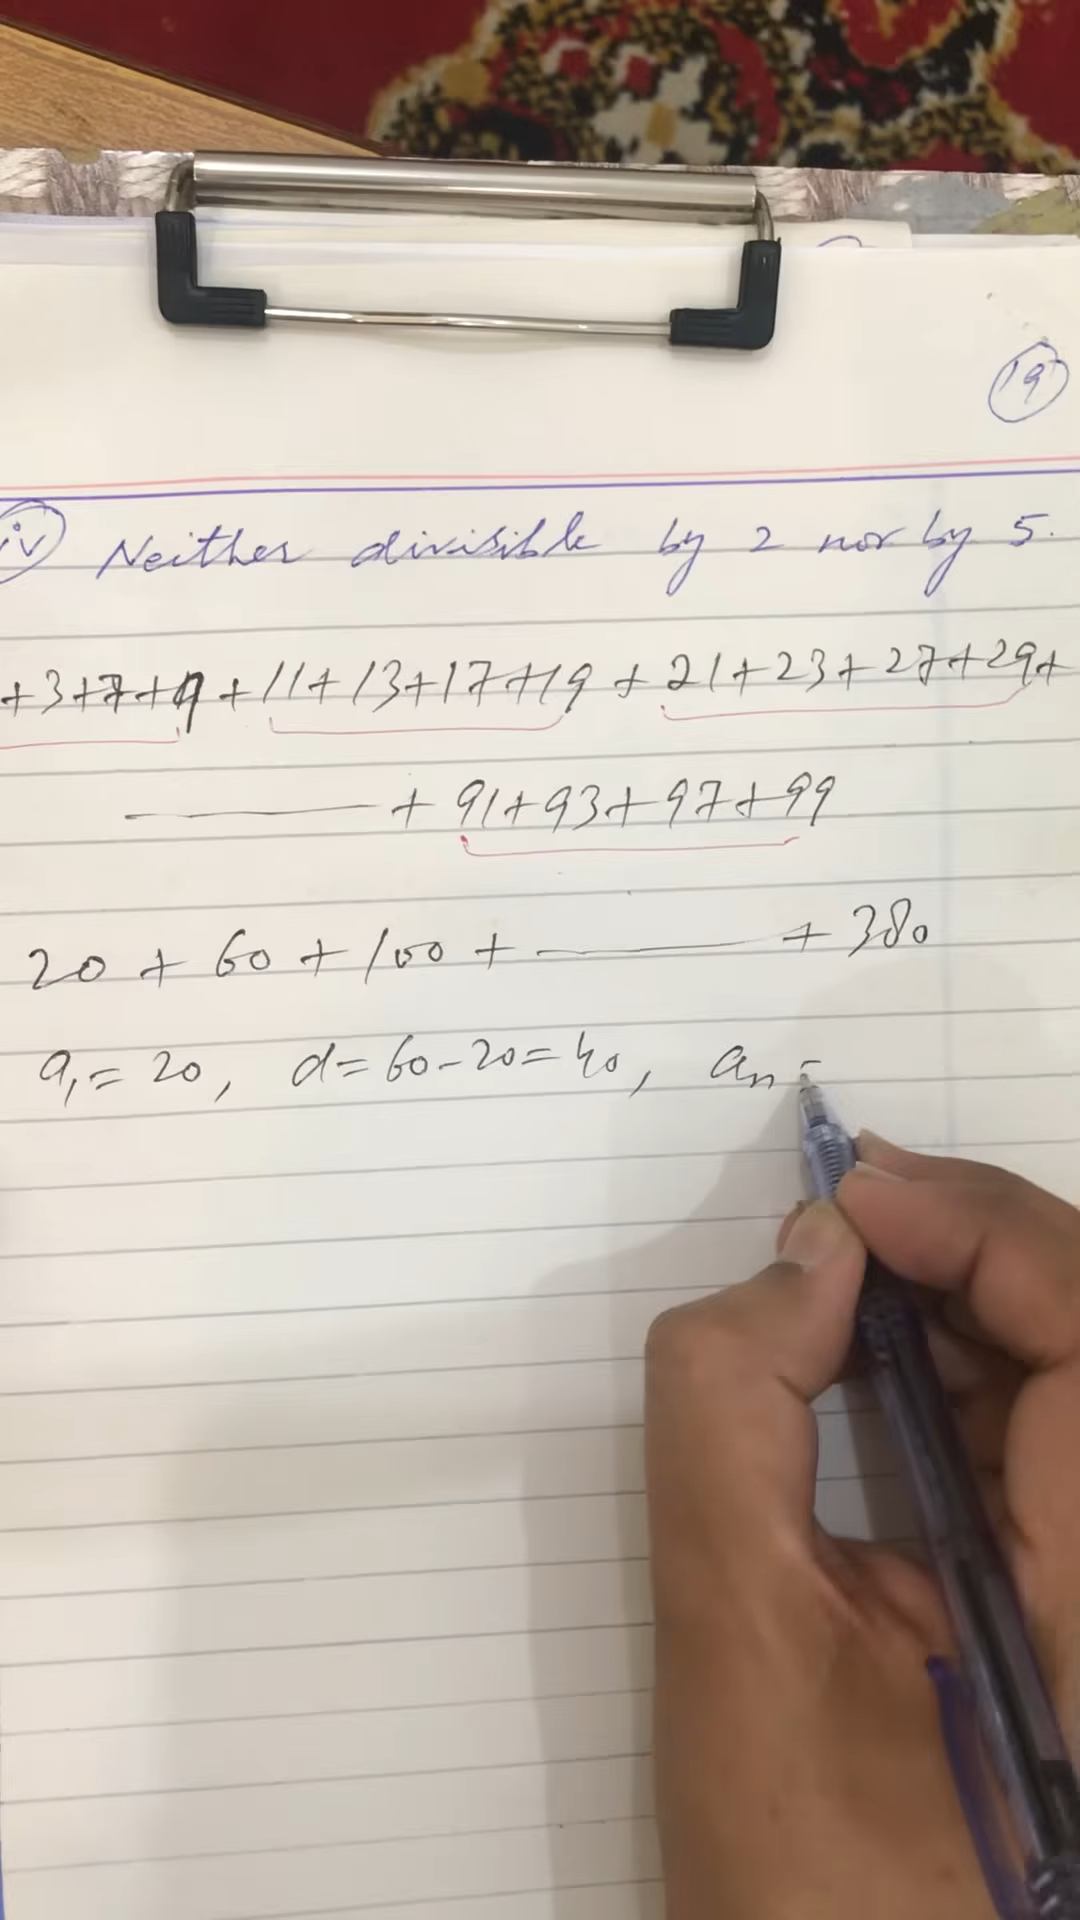 19
iv Neither divisible by 2 nor by 5.
+3+7+9+11+13+17+19+21+23+27+29+
+91+93+97+99
20+60+100+ +380
a₁=20, d=60-20=40, aₙ=